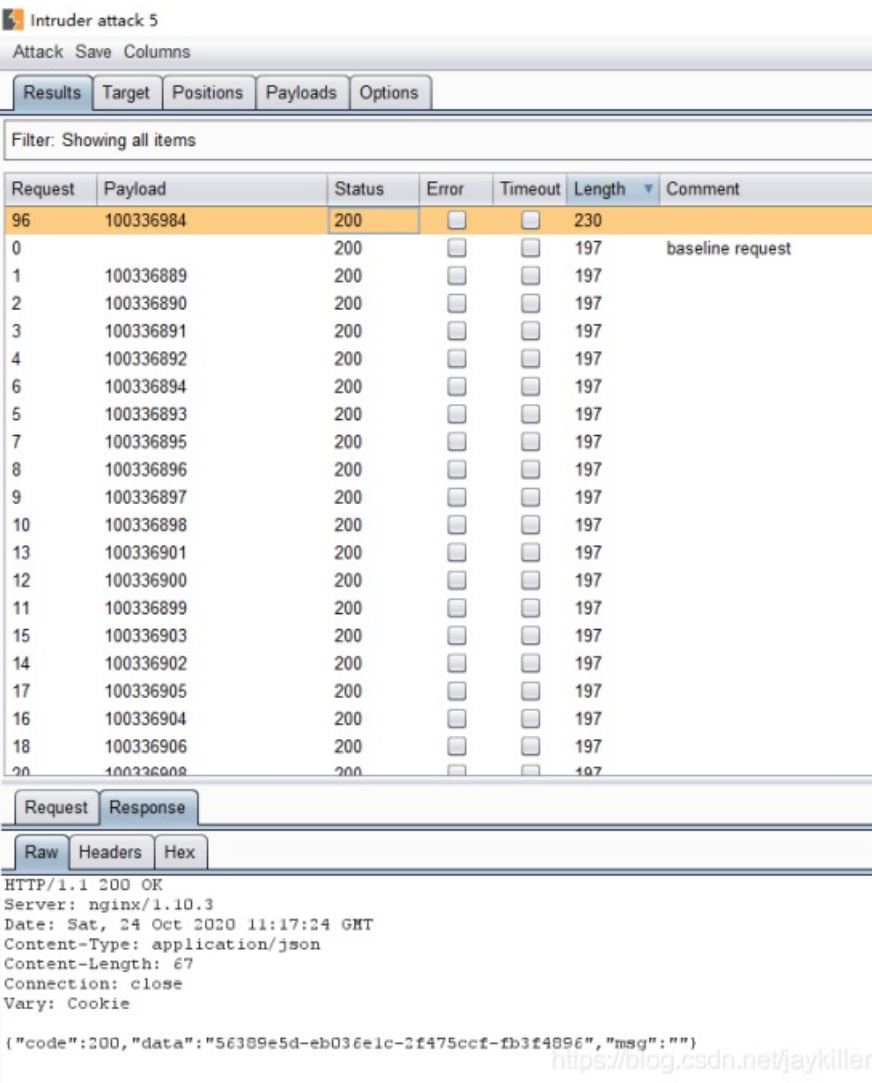 Intruder attack 5
Attack Save Columns
Results Target Positions Payloads Options
Filter: Showing all items
Request Payload Status Error Timeout Length Comment
96 100336984 200 230
0 200 197 baseline request
1 100336889 200 197
2 100336890 200 197
3 100336891 200 197
4 100336892 200 197
6 100336894 200 197
5 100336893 200 197
7 100336895 200 197
8 100336896 200 197
9 100336897 200 197
10 100336898 200 197
13 100336901 200 197
12 100336900 200 197
11 100336899 200 197
15 100336903 200 197
14 100336902 200 197
17 100336905 200 197
16 100336904 200 197
18 100336906 200 197
20 100336908 200 197
Request Response
Raw Headers Hex
HTTP/1.1 200 OK
Server: nginx/1.10.3
Date: Sat, 24 Oct 2020 11:17:24 GMT
Content-Type: application/json
Content-Length: 67
Connection: close
Vary: Cookie
{"code":200,"data":"56389e5d-eb036e1c-2f475ccf-fb3f4896","msg":""}
https://blog.csdn.net/jaykiller